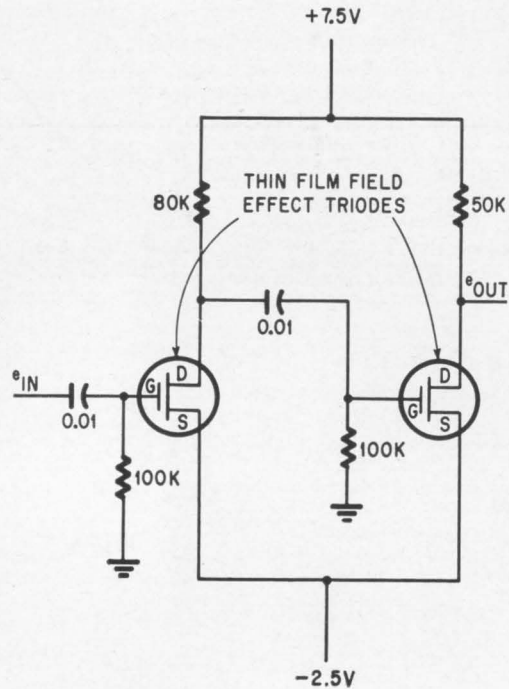 +7.5V
THIN FILM FIELD
EFFECT TRIODES
80K
50K
eOUT
0.01
D
G
S
D
G
S
eIN
0.01
100K
100K
-2.5V